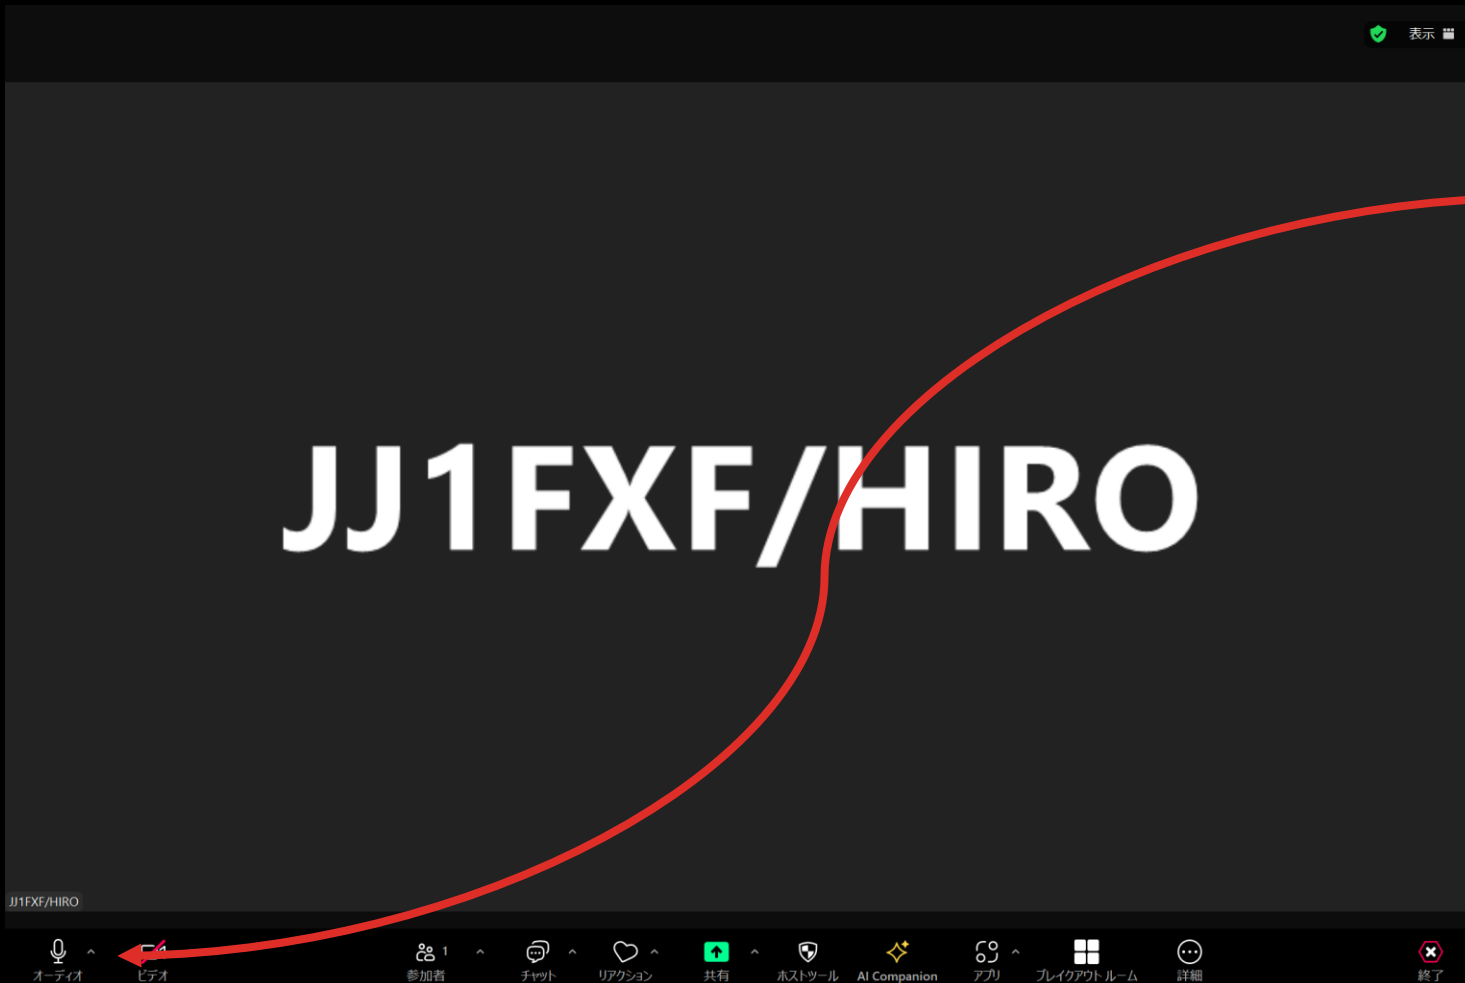 表示
JJ1FXF/HIRO
JJ1FXF/HIRO
オーディオ
ビデオ
参加者 1
チャット
リアクション
共有
ホストツール
AI Companion
アプリ
ブレイクアウト ルーム
詳細
終了